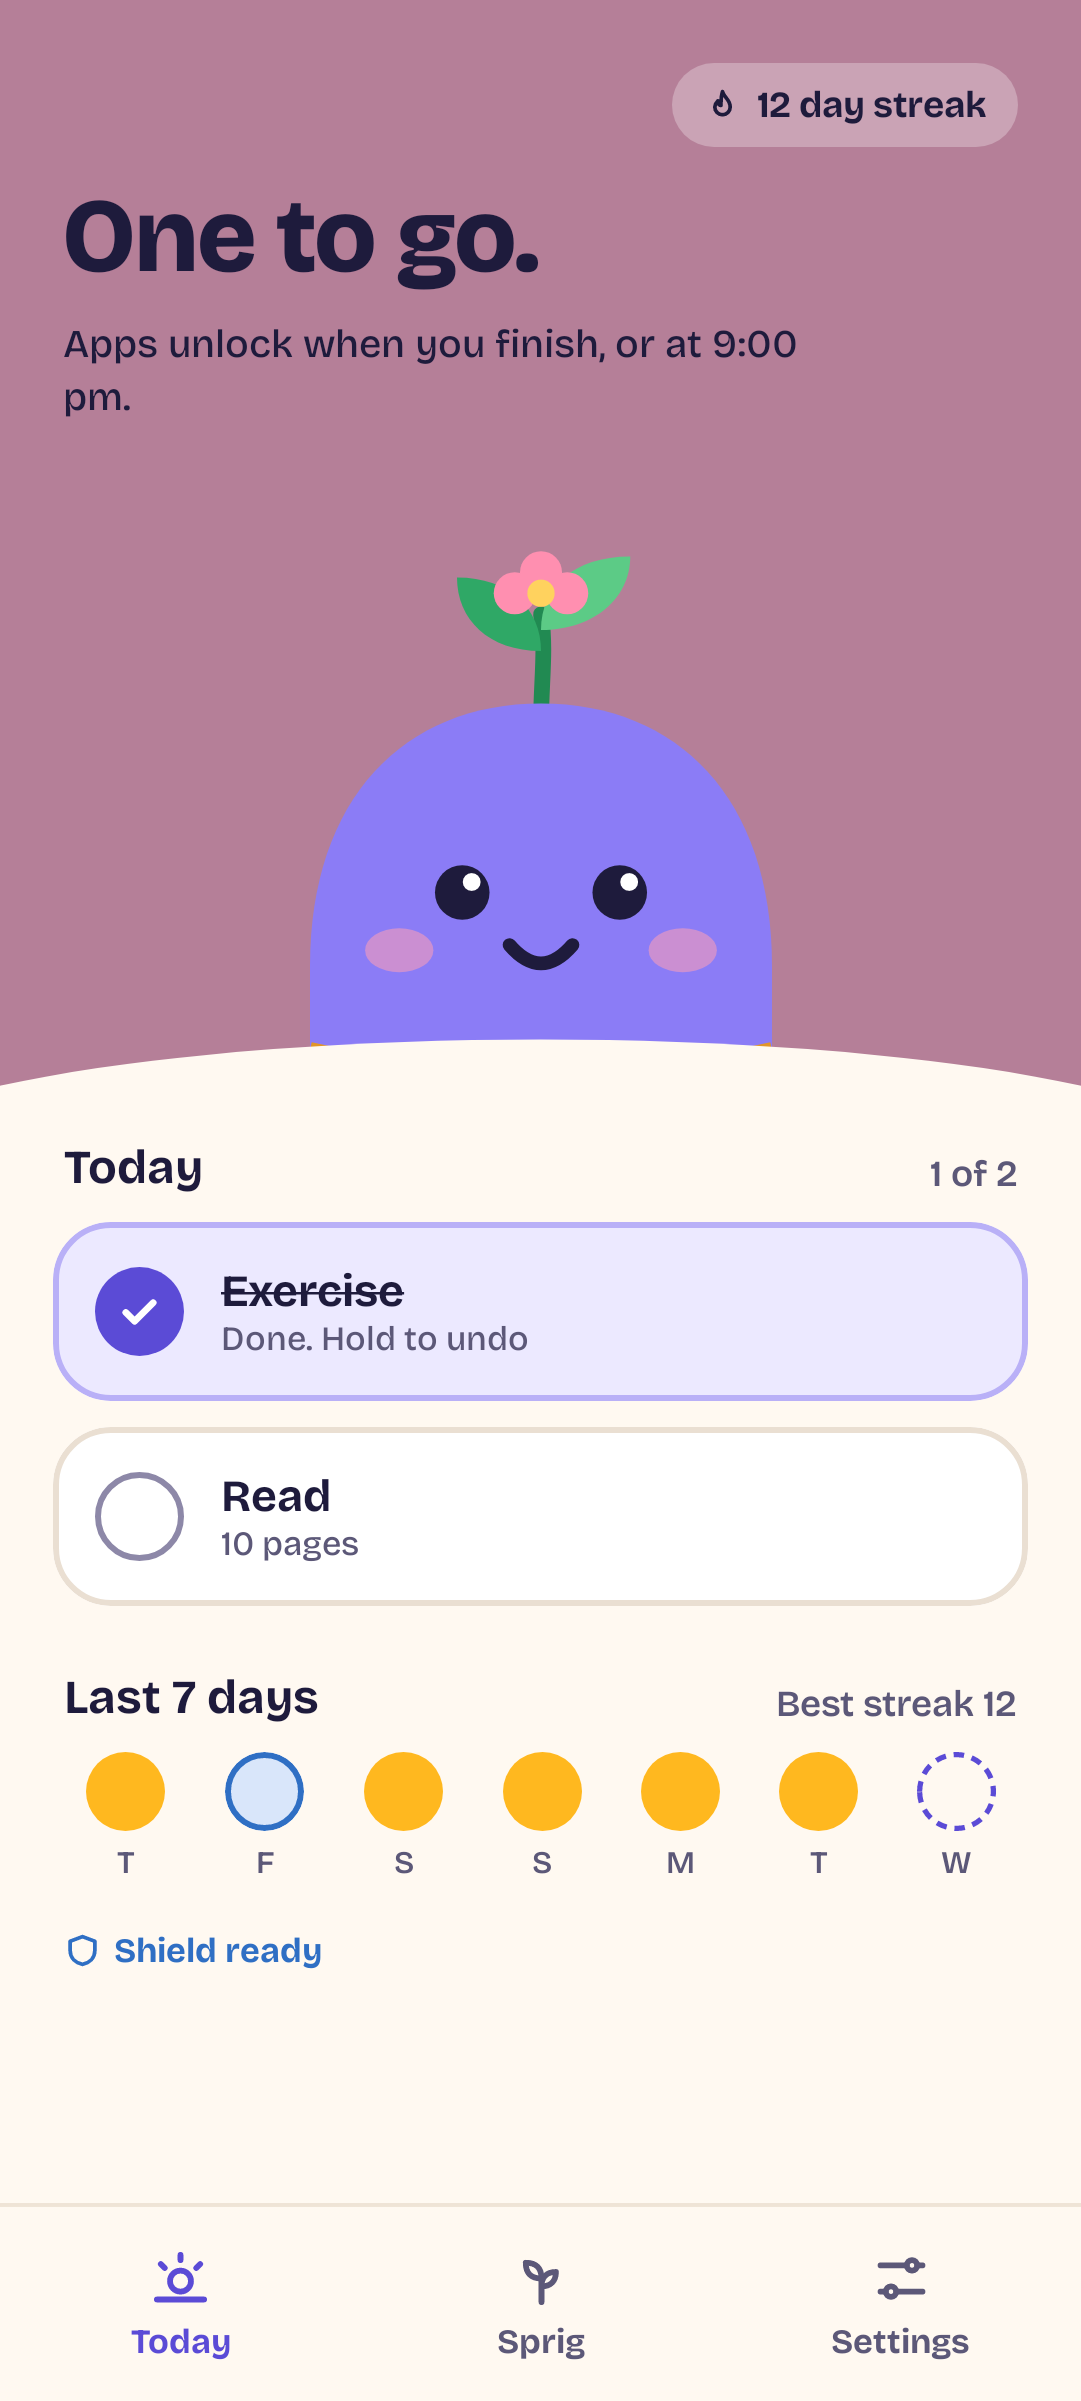 12 day streak
One to go.
Apps unlock when you finish, or at 9:00
pm.
Today
1 of 2
Exercise
Done. Hold to undo
Read
10 pages
Last 7 days
Best streak 12
T F S S M T W
Shield ready
Today Sprig Settings